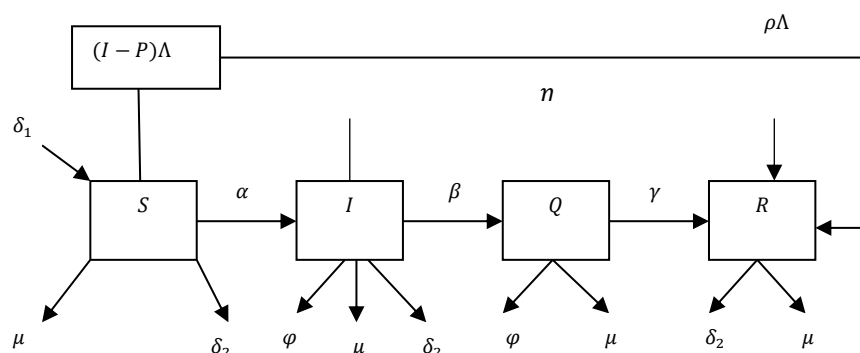 ρΛ
(I − P)Λ
n
δ₁
S
α
I
β
Q
γ
R
μ
δ₂
φ
μ
δ₂
φ
μ
δ₂
μ